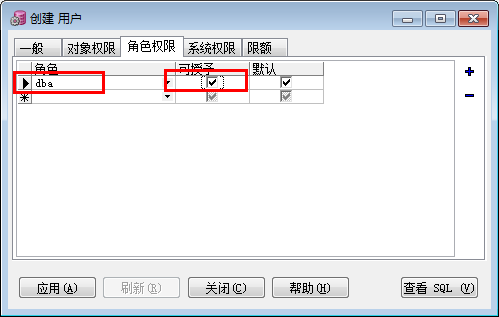 创建 用户
一般 对象权限 角色权限 系统权限 限额
角色 可授予 默认
dba
应用(A) 刷新(R) 关闭(C) 帮助(H) 查看 SQL (V)